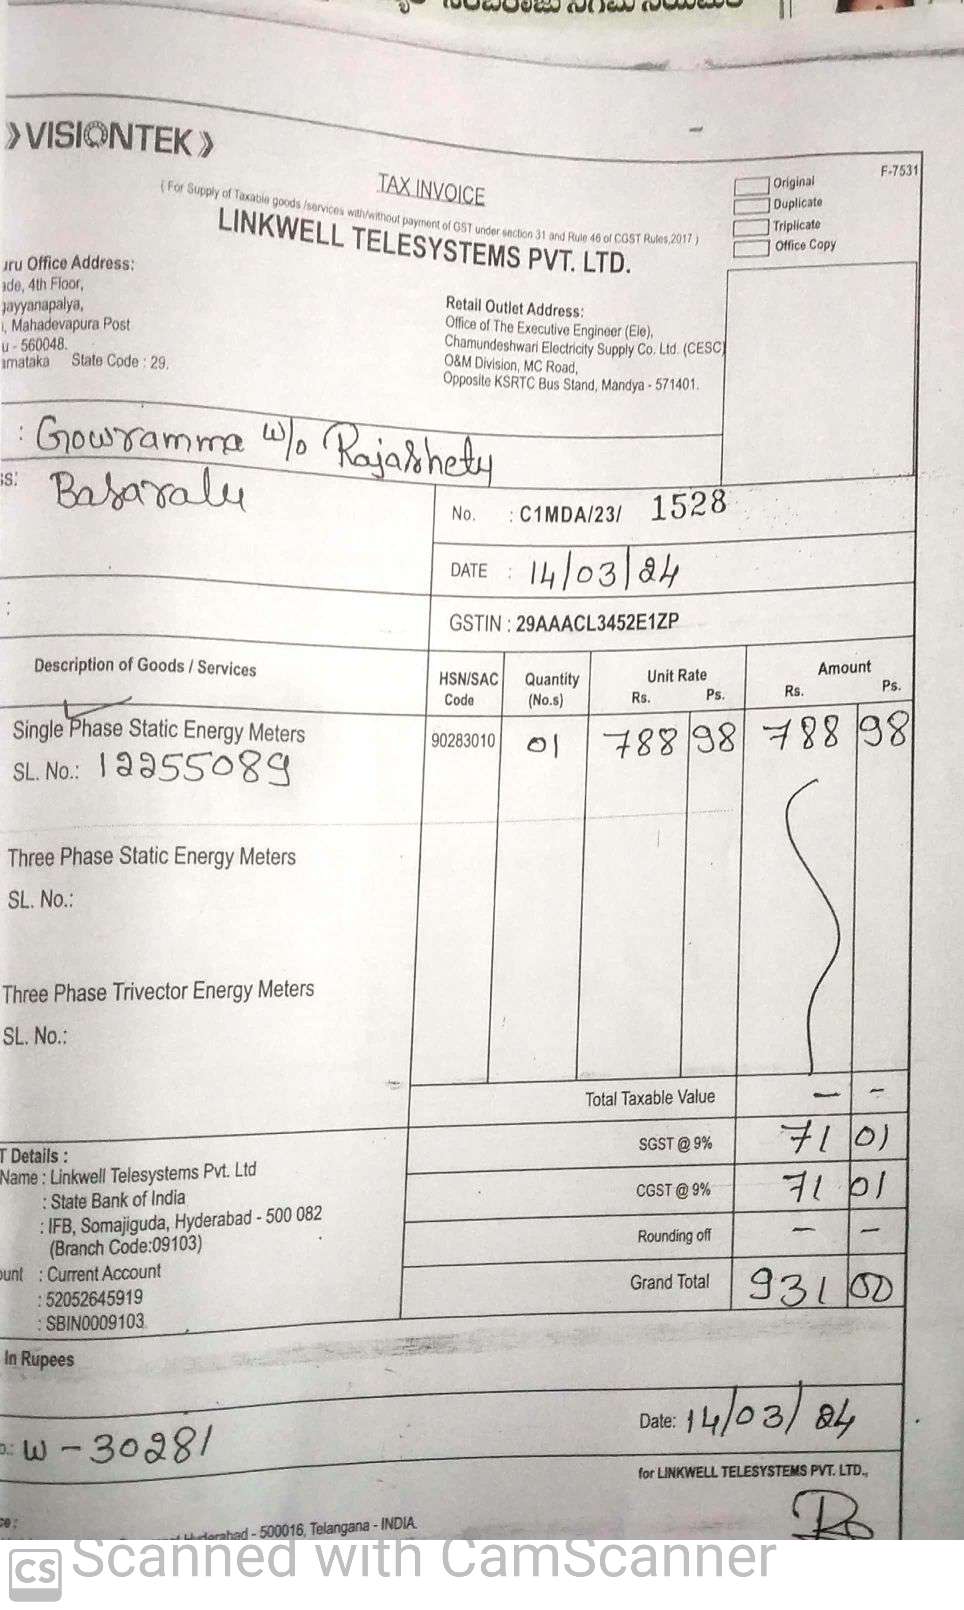 》VISIONTEK》
F-7531
TAX INVOICE
Original
Duplicate
Triplicate
Office Copy
( For Supply of Taxable goods /services with/without payment of GST under section 31 and Rule 46 of CGST Rules,2017 )
LINKWELL TELESYSTEMS PVT. LTD.
uru Office Address:
ade, 4th Floor,
jayyanapalya,
i, Mahadevapura Post
u - 560048.
arnataka State Code : 29.
Retail Outlet Address:
Office of The Executive Engineer (Ele),
Chamundeshwari Electricity Supply Co. Ltd. (CESC)
O&M Division, MC Road,
Opposite KSRTC Bus Stand, Mandya - 571401.
: Gowramma w/o Rajashety
ss: Basaralu
No. : C1MDA/23/ 1528
DATE : 14/03/24
:
GSTIN : 29AAACL3452E1ZP
Description of Goods / Services HSN/SAC Code Quantity (No.s) Unit Rate Rs. Ps. Amount Rs. Ps.
Single Phase Static Energy Meters 90283010 01 788 98 788 98
SL. No.: 12255089
Three Phase Static Energy Meters
SL. No.:
Three Phase Trivector Energy Meters
SL. No.:
Total Taxable Value — -
SGST @ 9% 71 01
CGST @ 9% 71 01
Rounding off — —
Grand Total 931 00
T Details :
Name : Linkwell Telesystems Pvt. Ltd
: State Bank of India
: IFB, Somajiguda, Hyderabad - 500 082
(Branch Code:09103)
ount : Current Account
: 52052645919
: SBIN0009103
In Rupees
Date: 14/03/24
o.: W - 30281
for LINKWELL TELESYSTEMS PVT. LTD.,
ce :
Hyderabad - 500016, Telangana - INDIA.
CS Scanned with CamScanner